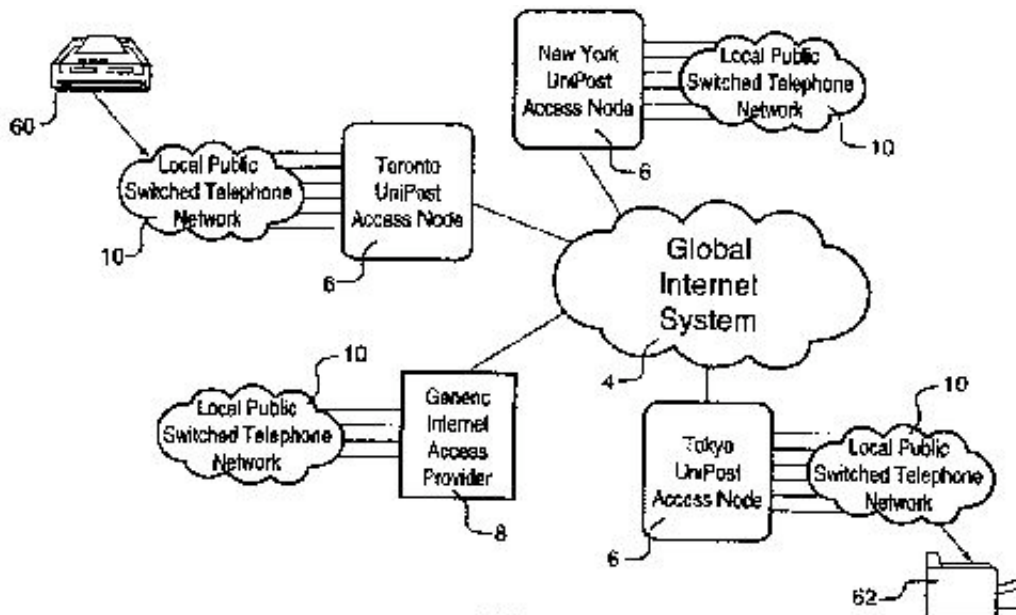 New York
UniPost
Access Node
6
Local Public
Switched Telephone
Network
10
60
Local Public
Switched Telephone
Network
10
Toronto
UniPost
Access Node
6
Global
Internet
System
4
10
Local Public
Switched Telephone
Network
Generic
Internet
Access
Provider
8
Tokyo
UniPost
Access Node
6
10
Local Public
Switched Telephone
Network
62